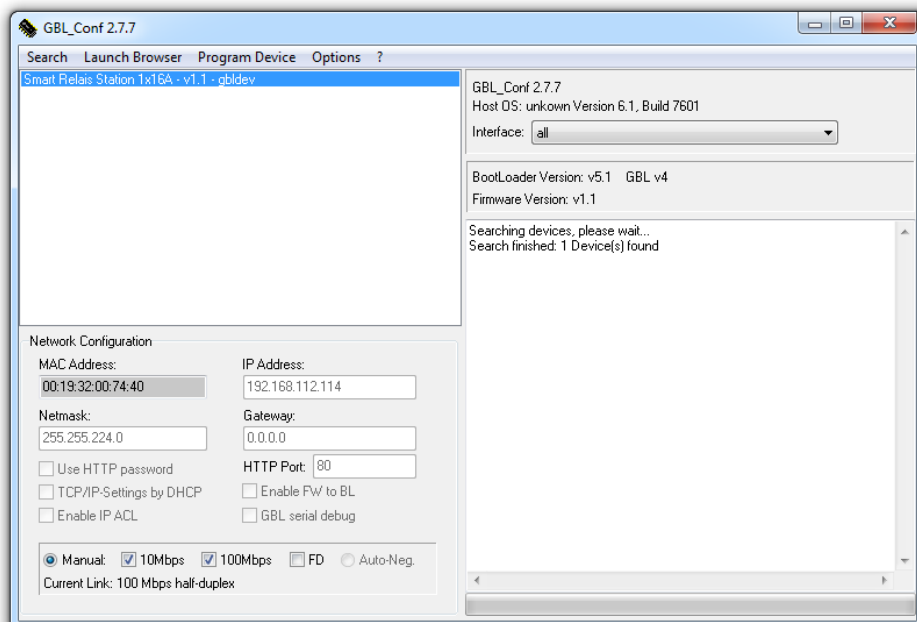 GBL_Conf 2.7.7
Search Launch Browser Program Device Options ?
Smart Relais Station 1x16A - v1.1 - gbldev
GBL_Conf 2.7.7
Host OS: unkown Version 6.1, Build 7601
Interface: all
BootLoader Version: v5.1 GBL v4
Firmware Version: v1.1
Searching devices, please wait...
Search finished: 1 Device(s) found
Network Configuration
MAC Address: IP Address:
00:19:32:00:74:40 192.168.112.114
Netmask: Gateway:
255.255.224.0 0.0.0.0
Use HTTP password HTTP Port: 80
TCP/IP-Settings by DHCP Enable FW to BL
Enable IP ACL GBL serial debug
Manual: 10Mbps 100Mbps FD Auto-Neg.
Current Link: 100 Mbps half-duplex